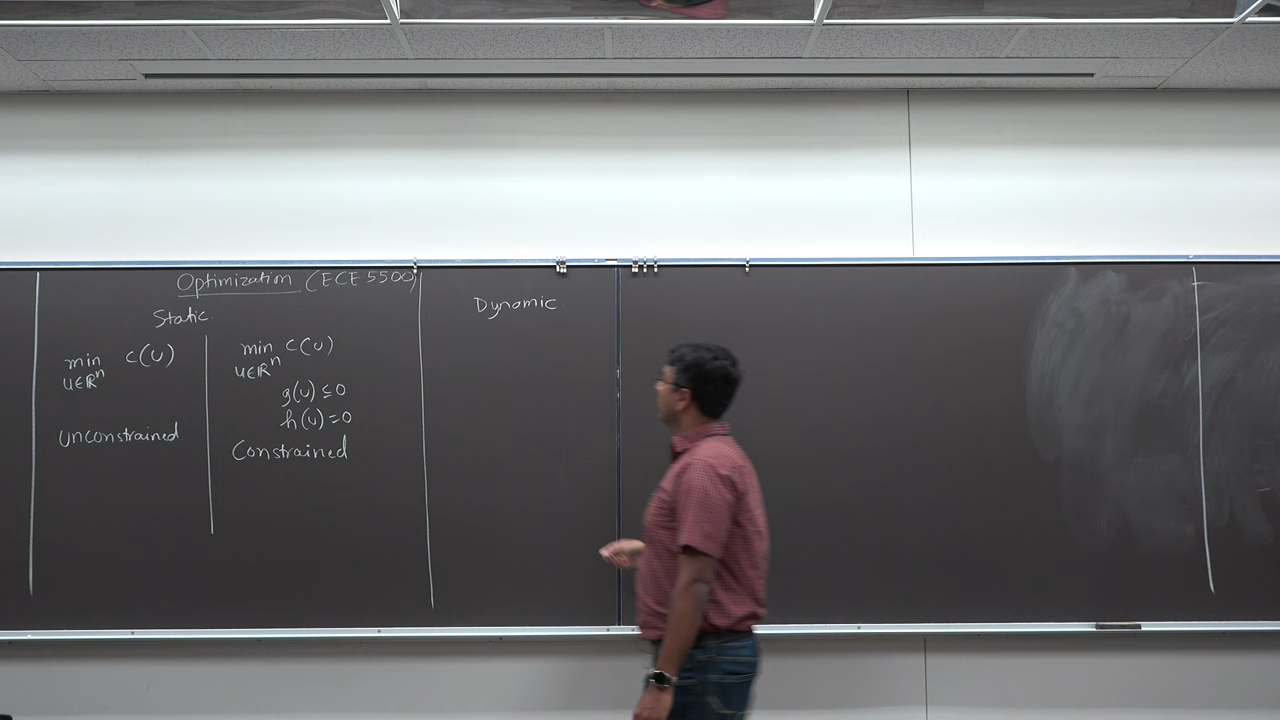 Optimization (ECE 5500)
Static
min c(u)
u∈ℝⁿ
unconstrained
min c(u)
u∈ℝⁿ
g(u) ≤ 0
h(u) = 0
Constrained
Dynamic